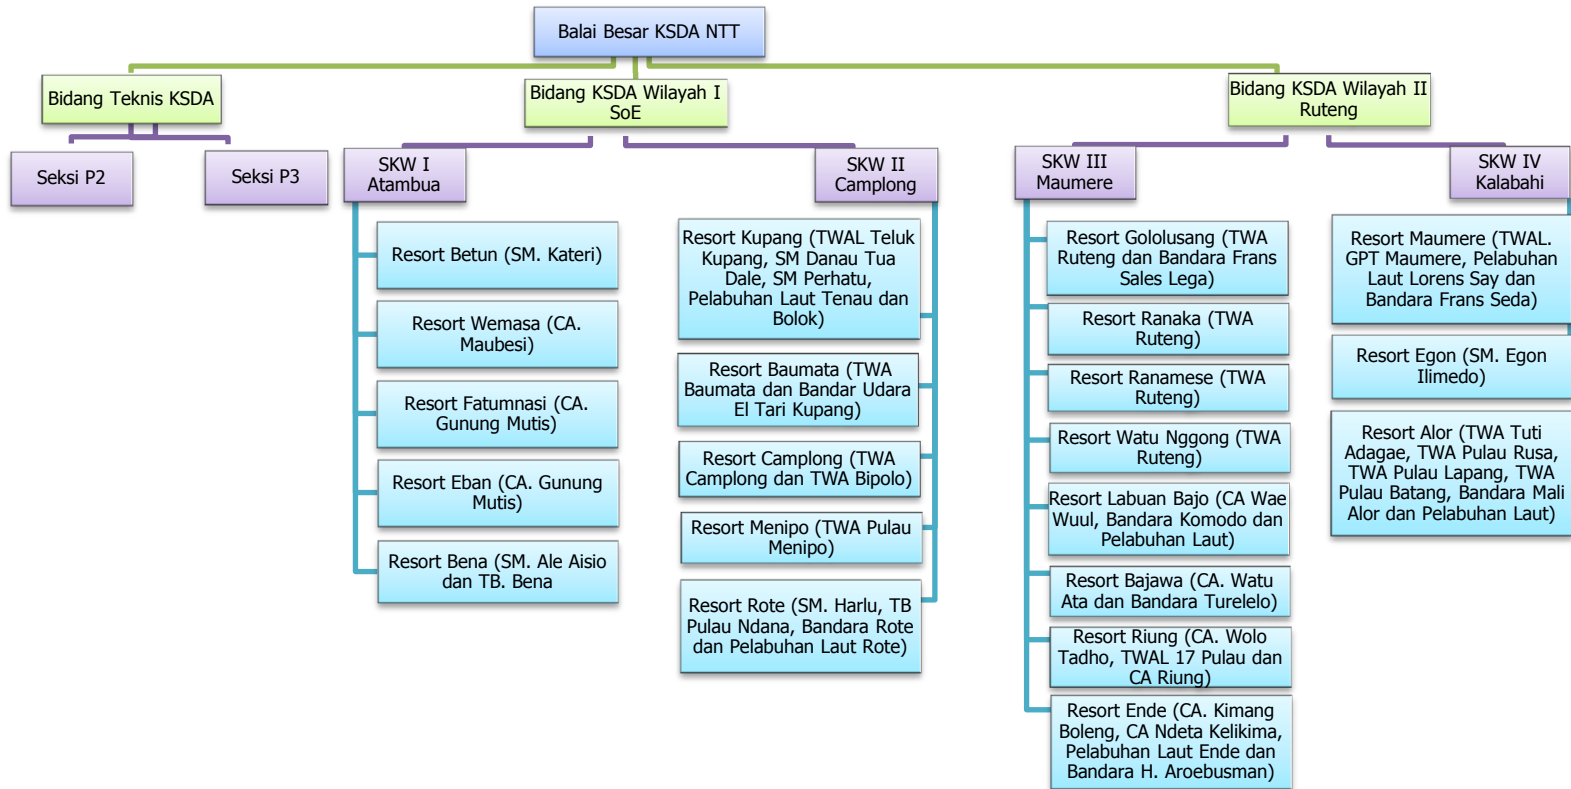 Balai Besar KSDA NTT
Bidang Teknis KSDA
Bidang KSDA Wilayah I
SoE
Bidang KSDA Wilayah II
Ruteng
Seksi P2
Seksi P3
SKW I
Atambua
SKW II
Camplong
SKW III
Maumere
SKW IV
Kalabahi
Resort Betun (SM. Kateri)
Resort Wemasa (CA.
Maubesi)
Resort Fatumnasi (CA.
Gunung Mutis)
Resort Eban (CA. Gunung
Mutis)
Resort Bena (SM. Ale Aisio
dan TB. Bena
Resort Kupang (TWAL Teluk
Kupang, SM Danau Tua
Dale, SM Perhatu,
Pelabuhan Laut Tenau dan
Bolok)
Resort Baumata (TWA
Baumata dan Bandar Udara
El Tari Kupang)
Resort Camplong (TWA
Camplong dan TWA Bipolo)
Resort Menipo (TWA Pulau
Menipo)
Resort Rote (SM. Harlu, TB
Pulau Ndana, Bandara Rote
dan Pelabuhan Laut Rote)
Resort Gololusang (TWA
Ruteng dan Bandara Frans
Sales Lega)
Resort Ranaka (TWA
Ruteng)
Resort Ranamese (TWA
Ruteng)
Resort Watu Nggong (TWA
Ruteng)
Resort Labuan Bajo (CA Wae
Wuul, Bandara Komodo dan
Pelabuhan Laut)
Resort Bajawa (CA. Watu
Ata dan Bandara Turelelo)
Resort Riung (CA. Wolo
Tadho, TWAL 17 Pulau dan
CA Riung)
Resort Ende (CA. Kimang
Boleng, CA Ndeta Kelikima,
Pelabuhan Laut Ende dan
Bandara H. Aroebusman)
Resort Maumere (TWAL.
GPT Maumere, Pelabuhan
Laut Lorens Say dan
Bandara Frans Seda)
Resort Egon (SM. Egon
Ilimedo)
Resort Alor (TWA Tuti
Adagae, TWA Pulau Rusa,
TWA Pulau Lapang, TWA
Pulau Batang, Bandara Mali
Alor dan Pelabuhan Laut)